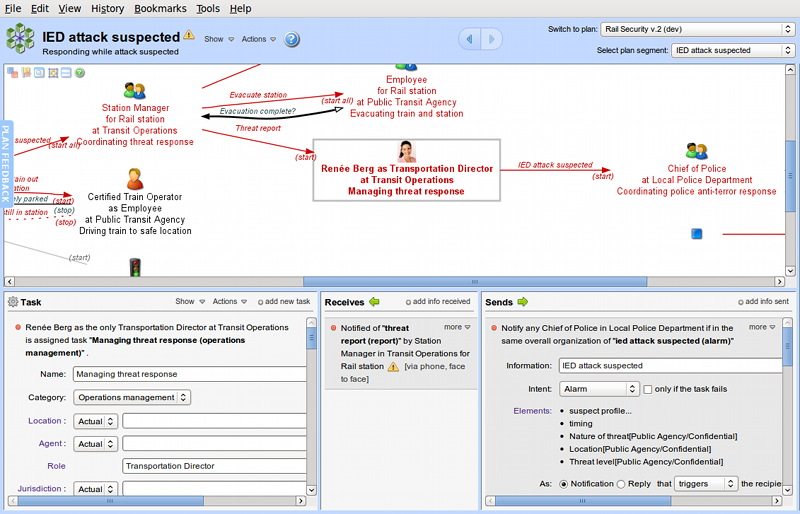 File Edit View History Bookmarks Tools Help
IED attack suspected
Responding while attack suspected
Show Actions ?
Switch to plan: Rail Security v.2 (dev)
Select plan segment: IED attack suspected
PLAN FEEDBACK
Station Manager
for Rail station
at Transit Operations
Coordinating threat response
suspected
(start all)
Evacuate station
(start all)
Evacuation complete?
Threat report
(start)
Employee
for Rail station
at Public Transit Agency
Evacuating train and station
Renée Berg as Transportation Director
at Transit Operations
Managing threat response
IED attack suspected
(start)
Chief of Police
at Local Police Department
Coordinating police anti-terror response
(start)
parked (stop)
still in station
(stop)
Certified Train Operator
as Employee
at Public Transit Agency
Driving train to safe location
(start)
Task Show Actions add new task
Renée Berg as the only Transportation Director at Transit Operations
is assigned task "Managing threat response (operations
management)" .
Name: Managing threat response
Category: Operations management
Location : Actual
Agent : Actual
Role Transportation Director
Jurisdiction : Actual
Receives add info received
Notified of "threat more
report (report)" by Station
Manager in Transit Operations for
Rail station [via phone, face
to face]
Sends add info sent
Notify any Chief of Police in Local Police Department if in the more
same overall organization of "ied attack suspected (alarm)"
Information: IED attack suspected
Intent: Alarm only if the task fails
Elements: • suspect profile...
• timing
• Nature of threat[Public Agency/Confidential]
• Location[Public Agency/Confidential]
• Threat level[Public Agency/Confidential]
As: Notification Reply that triggers the recipie